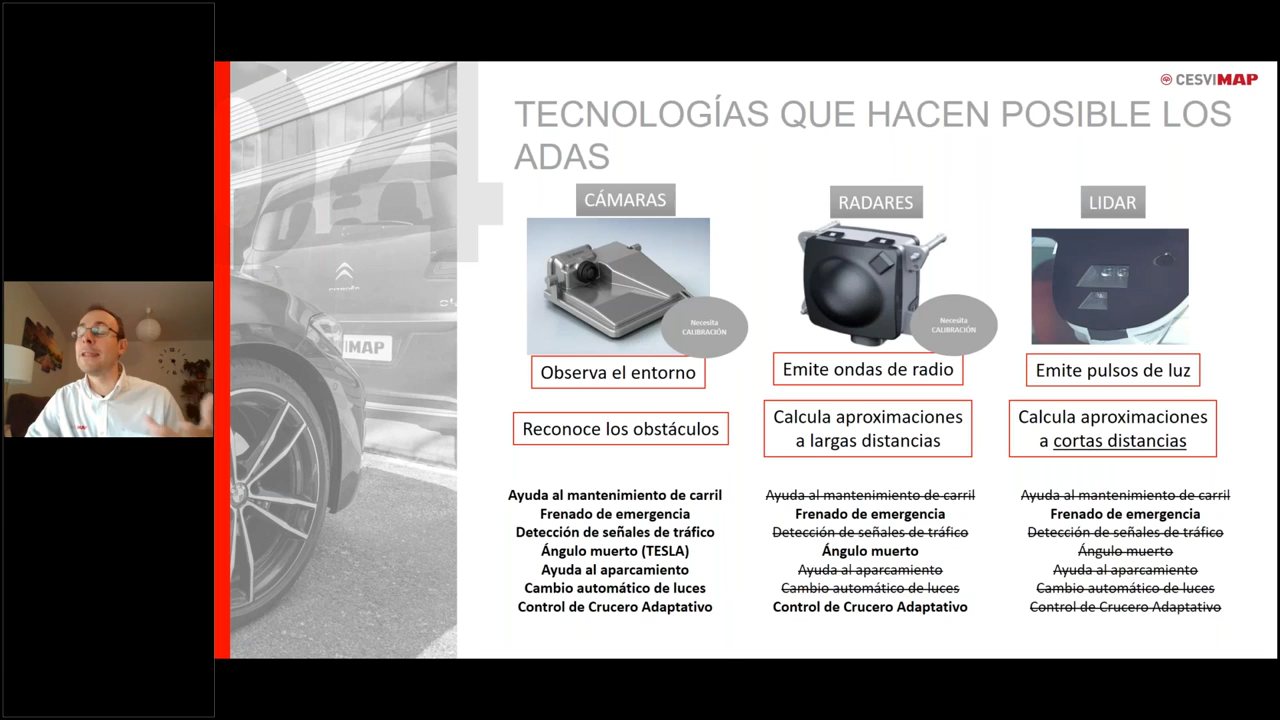 CESVIMAP
TECNOLOGÍAS QUE HACEN POSIBLE LOS
ADAS
CÁMARAS
Necesita
CALIBRACIÓN
Observa el entorno
Reconoce los obstáculos
Ayuda al mantenimiento de carril
Frenado de emergencia
Detección de señales de tráfico
Ángulo muerto (TESLA)
Ayuda al aparcamiento
Cambio automático de luces
Control de Crucero Adaptativo
RADARES
Necesita
CALIBRACIÓN
Emite ondas de radio
Calcula aproximaciones
a largas distancias
Ayuda al mantenimiento de carril
Frenado de emergencia
Detección de señales de tráfico
Ángulo muerto
Ayuda al aparcamiento
Cambio automático de luces
Control de Crucero Adaptativo
LIDAR
Emite pulsos de luz
Calcula aproximaciones
a cortas distancias
Ayuda al mantenimiento de carril
Frenado de emergencia
Detección de señales de tráfico
Ángulo muerto
Ayuda al aparcamiento
Cambio automático de luces
Control de Crucero Adaptativo
04
CITROËN